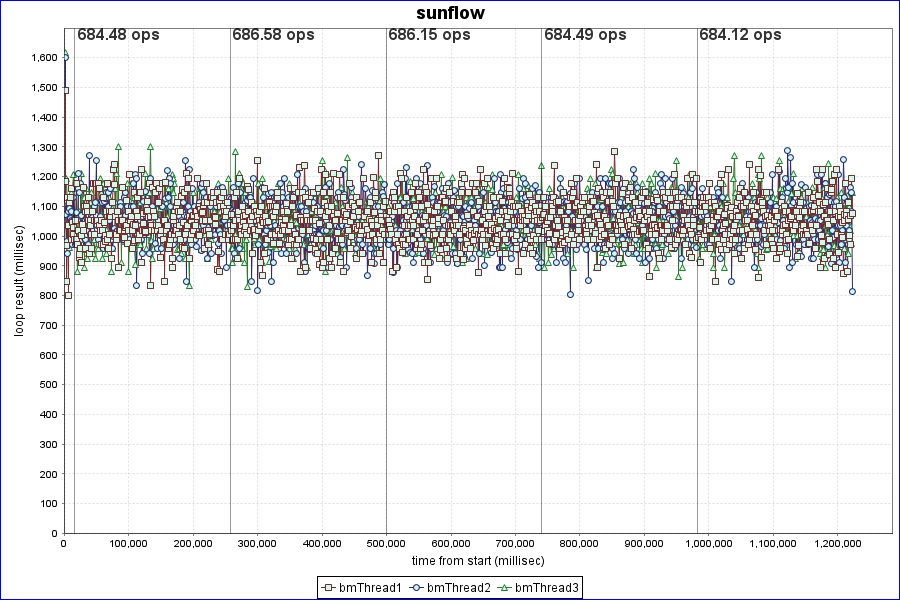 sunflow
684.48 ops 686.58 ops 686.15 ops 684.49 ops 684.12 ops
1,600
1,500
1,400
1,300
1,200
1,100
1,000
900
800
700
600
500
400
300
200
100
0
loop result (millisec)
0 100,000 200,000 300,000 400,000 500,000 600,000 700,000 800,000 900,000 1,000,000 1,100,000 1,200,000
time from start (millisec)
bmThread1 bmThread2 bmThread3